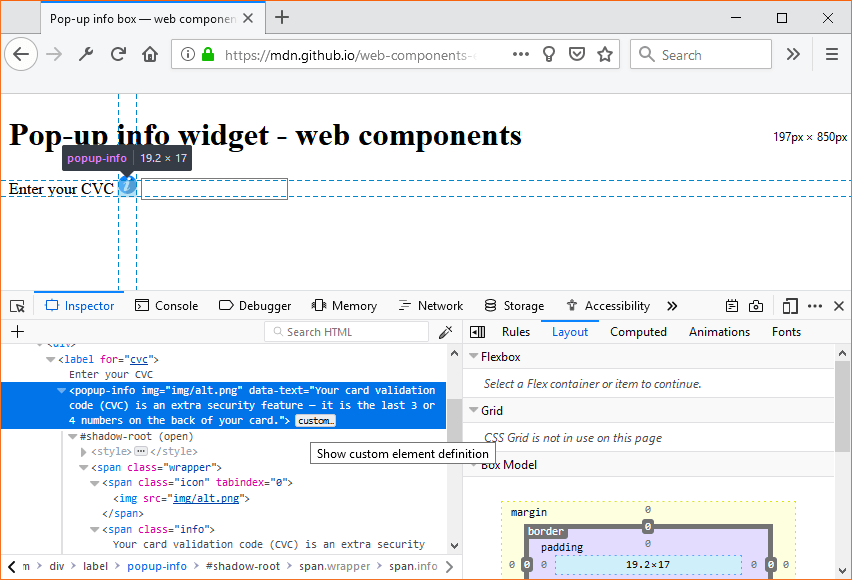 Pop-up info box — web componen
https://mdn.github.io/web-components-
Search
Pop-up info widget - web components
197px × 850px
popup-info | 19.2 × 17
Enter your CVC
Inspector
Console
Debugger
Memory
Network
Storage
Accessibility
Search HTML
Rules
Layout
Computed
Animations
Fonts
<div>
<label for="cvc">
Enter your CVC
<popup-info img="img/alt.png" data-text="Your card validation
code (CVC) is an extra security feature — it is the last 3 or
4 numbers on the back of your card."> custom…
#shadow-root (open)
<style> ··· </style>
<span class="wrapper">
<span class="icon" tabindex="0">
<img src="img/alt.png">
</span>
<span class="info">
Your card validation code (CVC) is an extra security
Show custom element definition
Flexbox
Select a Flex container or item to continue.
Grid
CSS Grid is not in use on this page
Box Model
margin
0
border
0
padding
0
0 0 0 19.2×17 0 0 0
m
div
label
popup-info
#shadow-root
span.wrapper
span.info